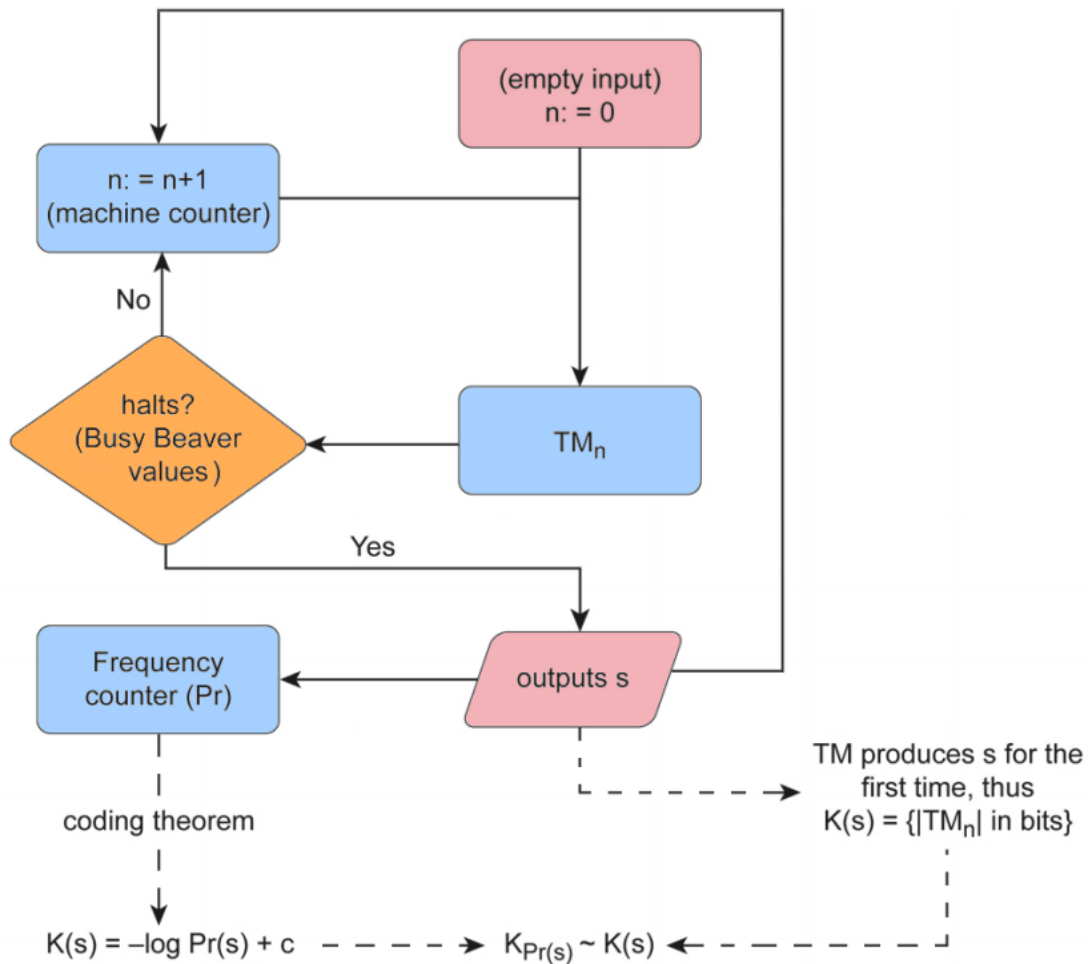 (empty input)
n: = 0
n: = n+1
(machine counter)
No
halts?
(Busy Beaver
values)
TMn
Yes
Frequency
counter (Pr)
outputs s
TM produces s for the
first time, thus
K(s) = {|TMn| in bits}
coding theorem
K(s) = –log Pr(s) + c
KPr(s) ~ K(s)